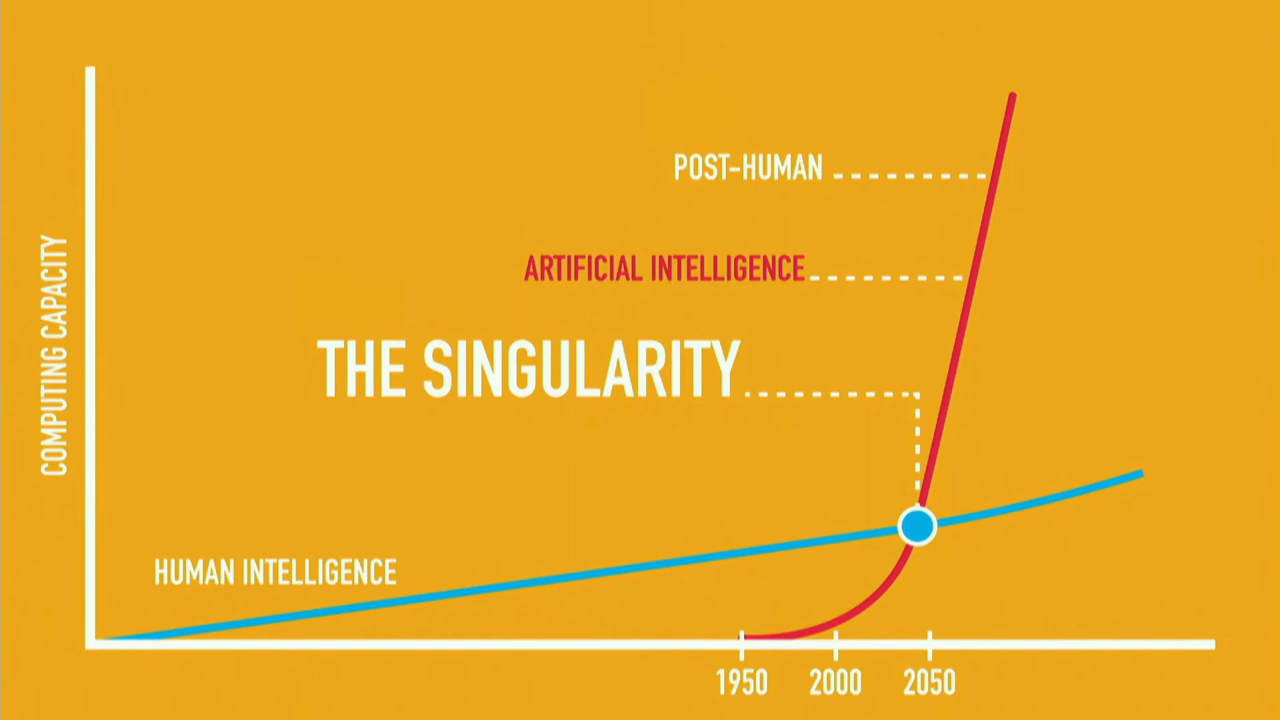 POST-HUMAN
ARTIFICIAL INTELLIGENCE
THE SINGULARITY
COMPUTING CAPACITY
HUMAN INTELLIGENCE
1950 2000 2050